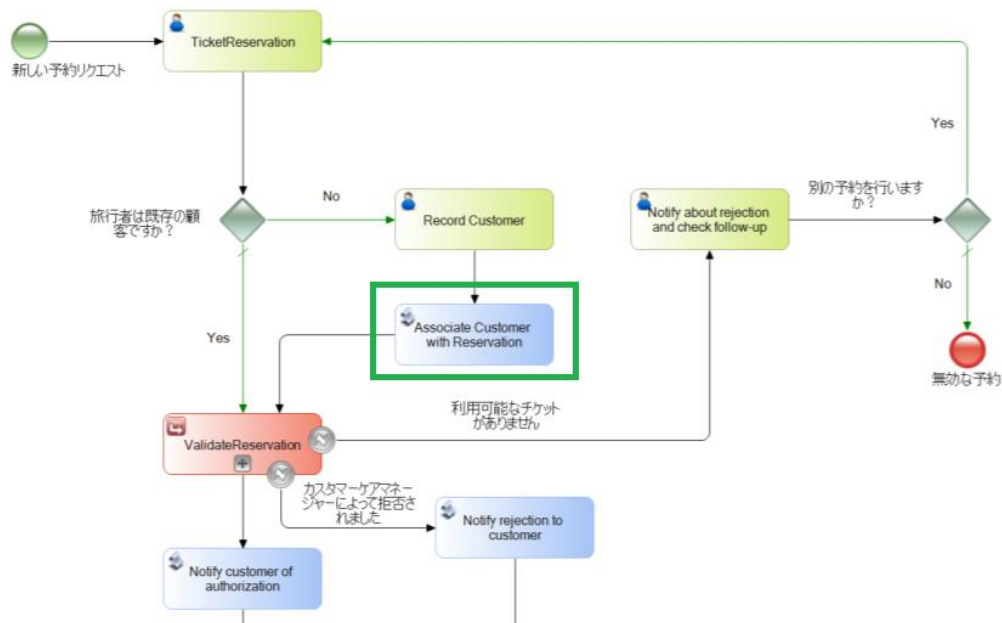 TicketReservation
新しい予約リクエスト
Yes
旅行者は既存の顧
客ですか？
No
Record Customer
Notify about rejection
and check follow-up
別の予約を行います
か？
No
Associate Customer
with Reservation
Yes
無効な予約
利用可能なチケット
がありません
ValidateReservation
カスタマーケアマネー
ジャーによって拒否さ
れました
Notify rejection to
customer
Notify customer of
authorization